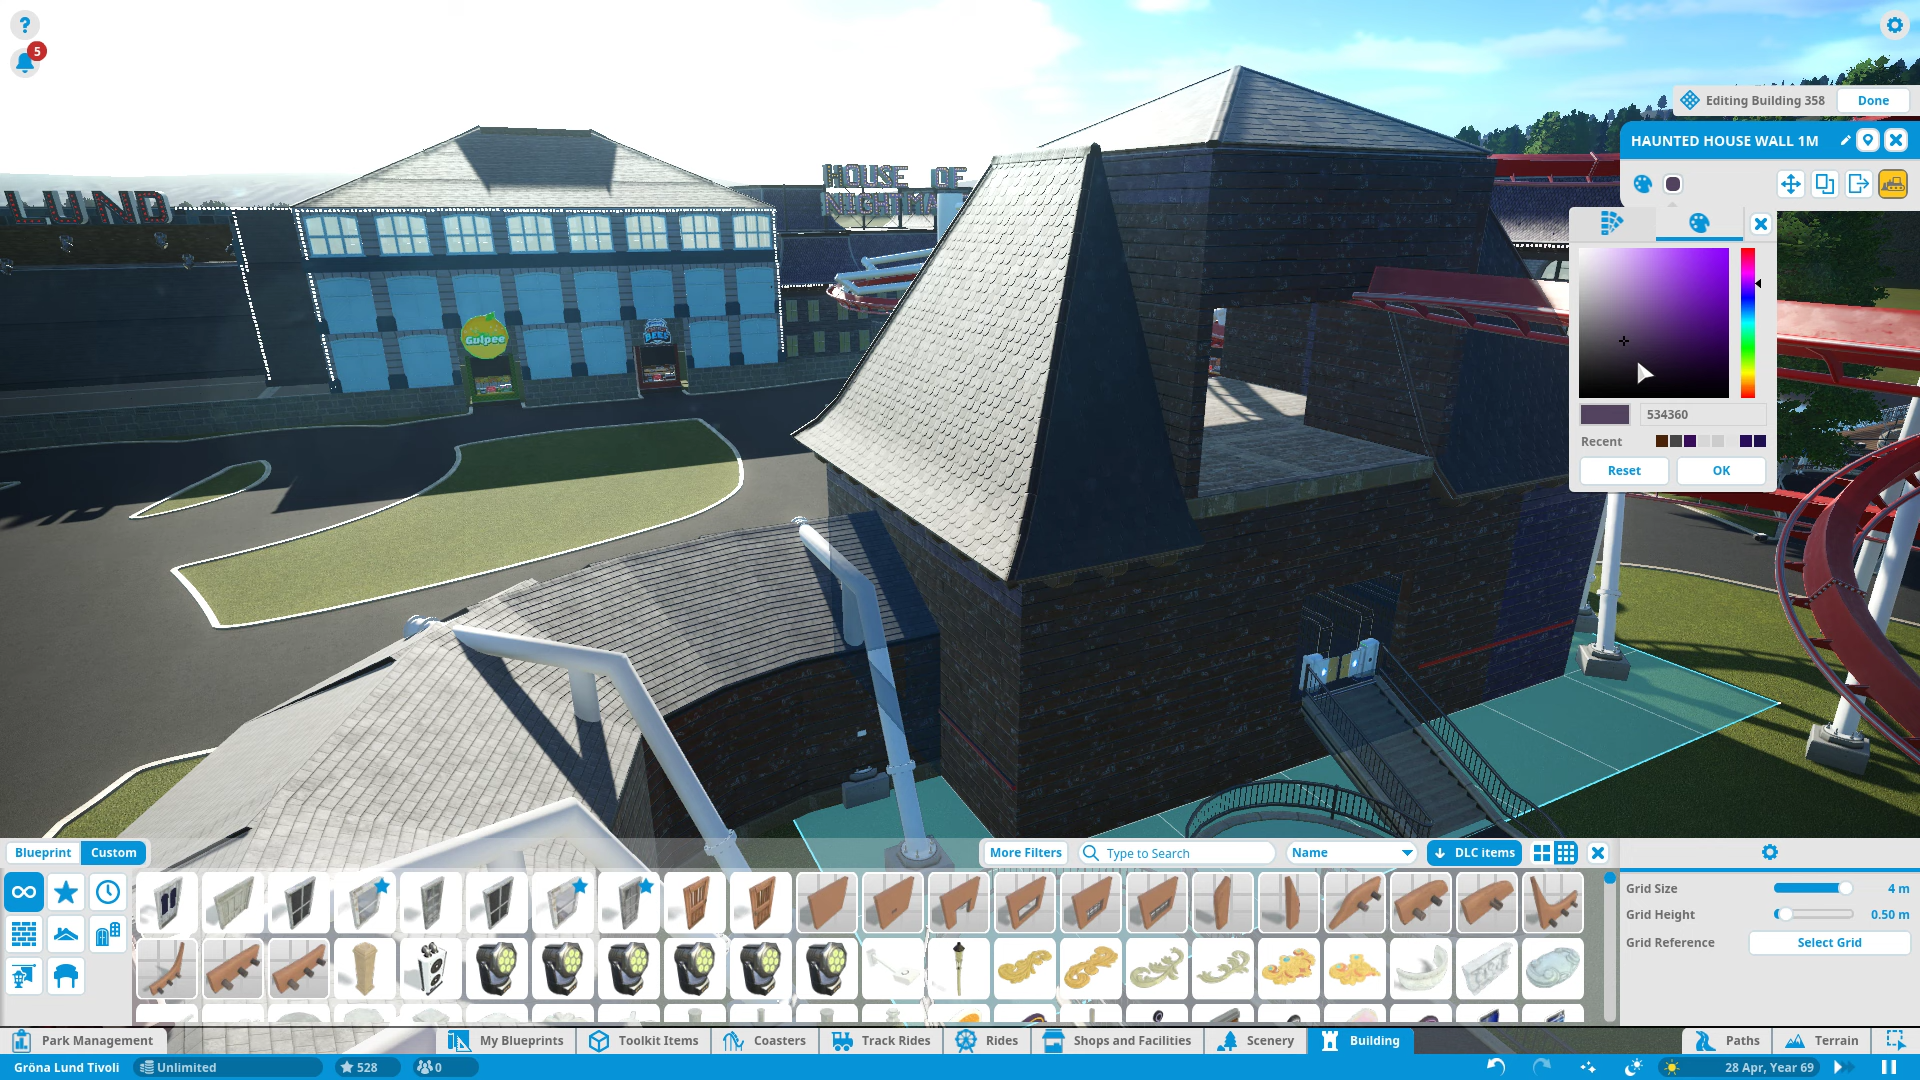 ?
5
Editing Building 358
Done
HAUNTED HOUSE WALL 1M
LUND
HOUSE OF
NIGHTMA
Gulpee
534360
Recent
Reset
OK
Blueprint
Custom
More Filters
Type to Search
Name
DLC items
Grid Size
4 m
Grid Height
0.50 m
Grid Reference
Select Grid
Park Management
My Blueprints
Toolkit Items
Coasters
Track Rides
Rides
Shops and Facilities
Scenery
Building
Paths
Terrain
Gröna Lund Tivoli
Unlimited
528
0
28 Apr, Year 69